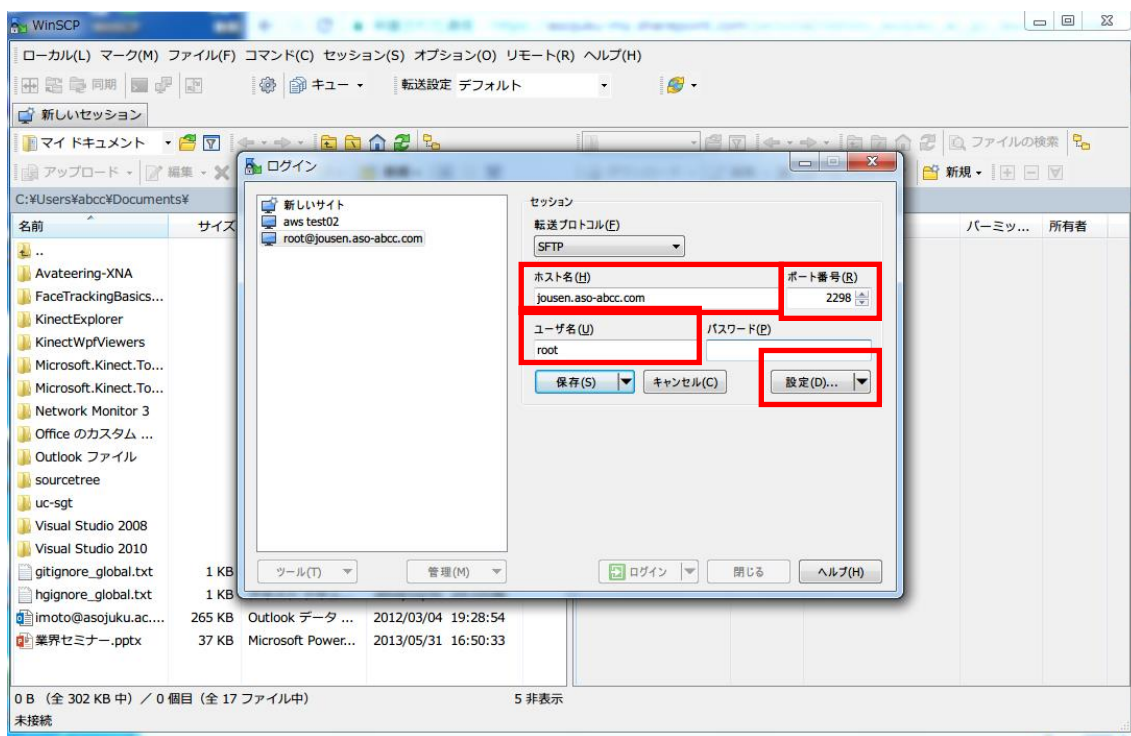 WinSCP
ローカル(L) マーク(M) ファイル(F) コマンド(C) セッション(S) オプション(O) リモート(R) ヘルプ(H)
同期 キュー 転送設定 デフォルト
新しいセッション
マイ ドキュメント ファイルの検索
アップロード 編集 新規
C:¥Users¥abcc¥Documents¥
名前 サイズ パーミッ... 所有者
..
Avateering-XNA
FaceTrackingBasics...
KinectExplorer
KinectWpfViewers
Microsoft.Kinect.To...
Microsoft.Kinect.To...
Network Monitor 3
Office のカスタム ...
Outlook ファイル
sourcetree
uc-sgt
Visual Studio 2008
Visual Studio 2010
gitignore_global.txt 1 KB
hgignore_global.txt 1 KB
imoto@asojuku.ac.... 265 KB Outlook データ ... 2012/03/04 19:28:54
業界セミナー.pptx 37 KB Microsoft Power... 2013/05/31 16:50:33
ログイン
新しいサイト
aws test02
root@jousen.aso-abcc.com
セッション
転送プロトコル(F)
SFTP
ホスト名(H) ポート番号(R)
jousen.aso-abcc.com 2298
ユーザ名(U) パスワード(P)
root
保存(S) キャンセル(C) 設定(D)...
ツール(T) 管理(M) ログイン 閉じる ヘルプ(H)
0 B （全 302 KB 中）／ 0 個目（全 17 ファイル中） 5 非表示
未接続